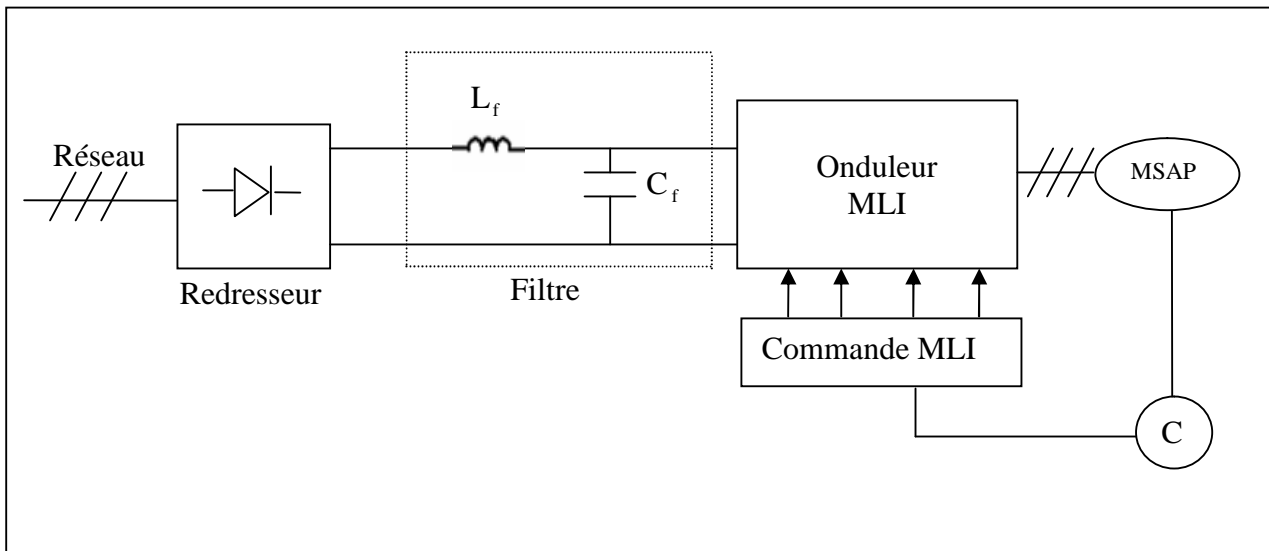 Réseau
Redresseur
L_f
C_f
Filtre
Onduleur
MLI
MSAP
Commande MLI
C